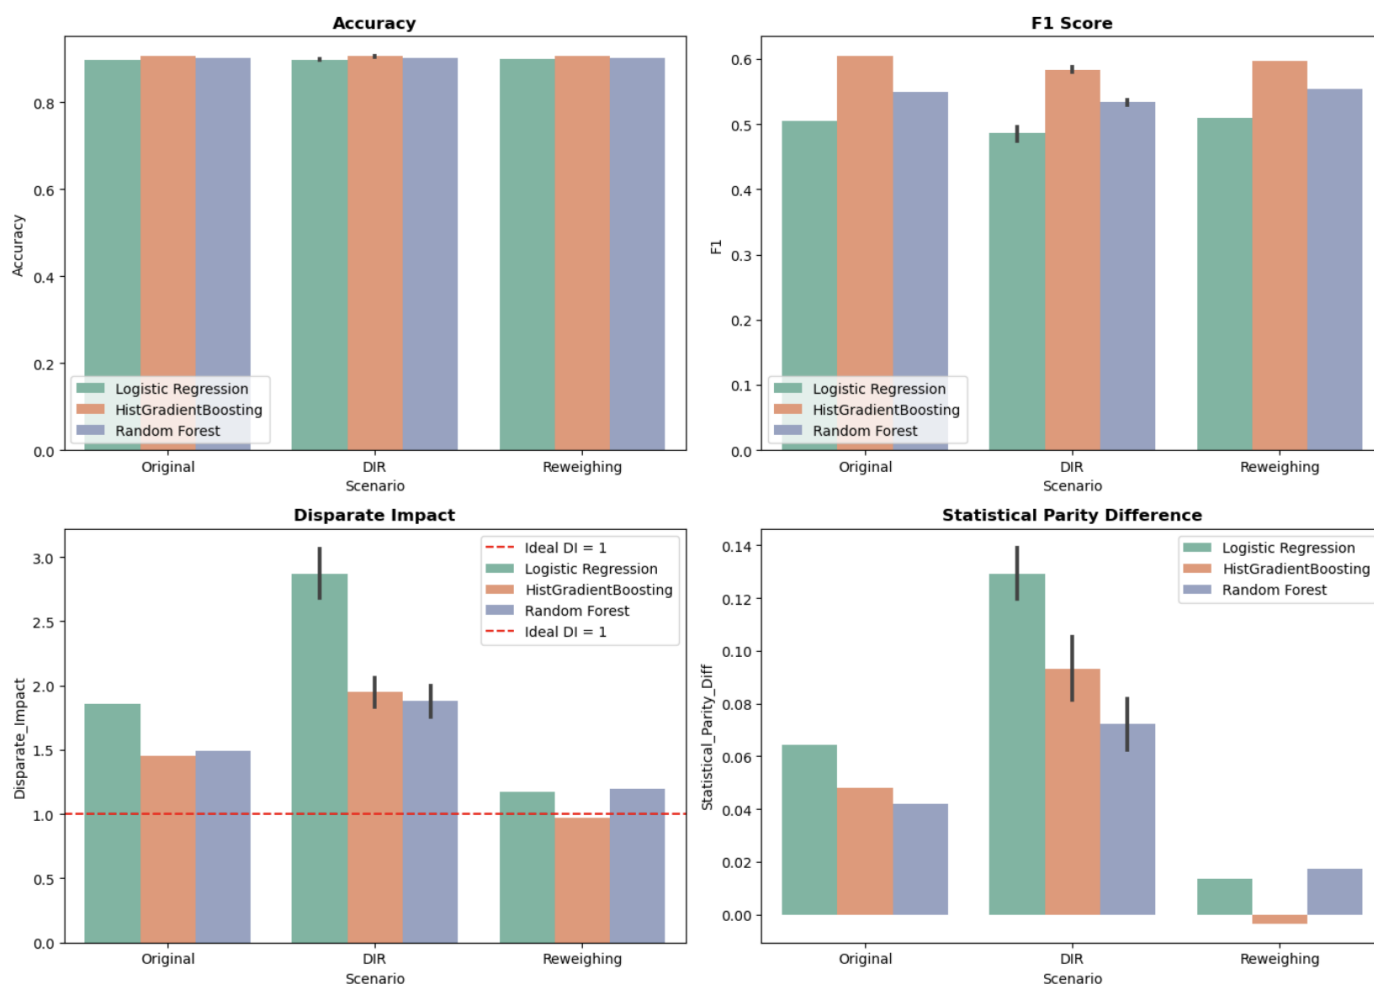 Accuracy
Accuracy
0.8
0.6
0.4
0.2
0.0
Logistic Regression
HistGradientBoosting
Random Forest
Original
DIR
Reweighing
Scenario
F1 Score
F1
0.6
0.5
0.4
0.3
0.2
0.1
0.0
Logistic Regression
HistGradientBoosting
Random Forest
Original
DIR
Reweighing
Scenario
Disparate Impact
Disparate_Impact
3.0
2.5
2.0
1.5
1.0
0.5
0.0
Ideal DI = 1
Logistic Regression
HistGradientBoosting
Random Forest
Ideal DI = 1
Original
DIR
Reweighing
Scenario
Statistical Parity Difference
Statistical_Parity_Diff
0.14
0.12
0.10
0.08
0.06
0.04
0.02
0.00
Logistic Regression
HistGradientBoosting
Random Forest
Original
DIR
Reweighing
Scenario